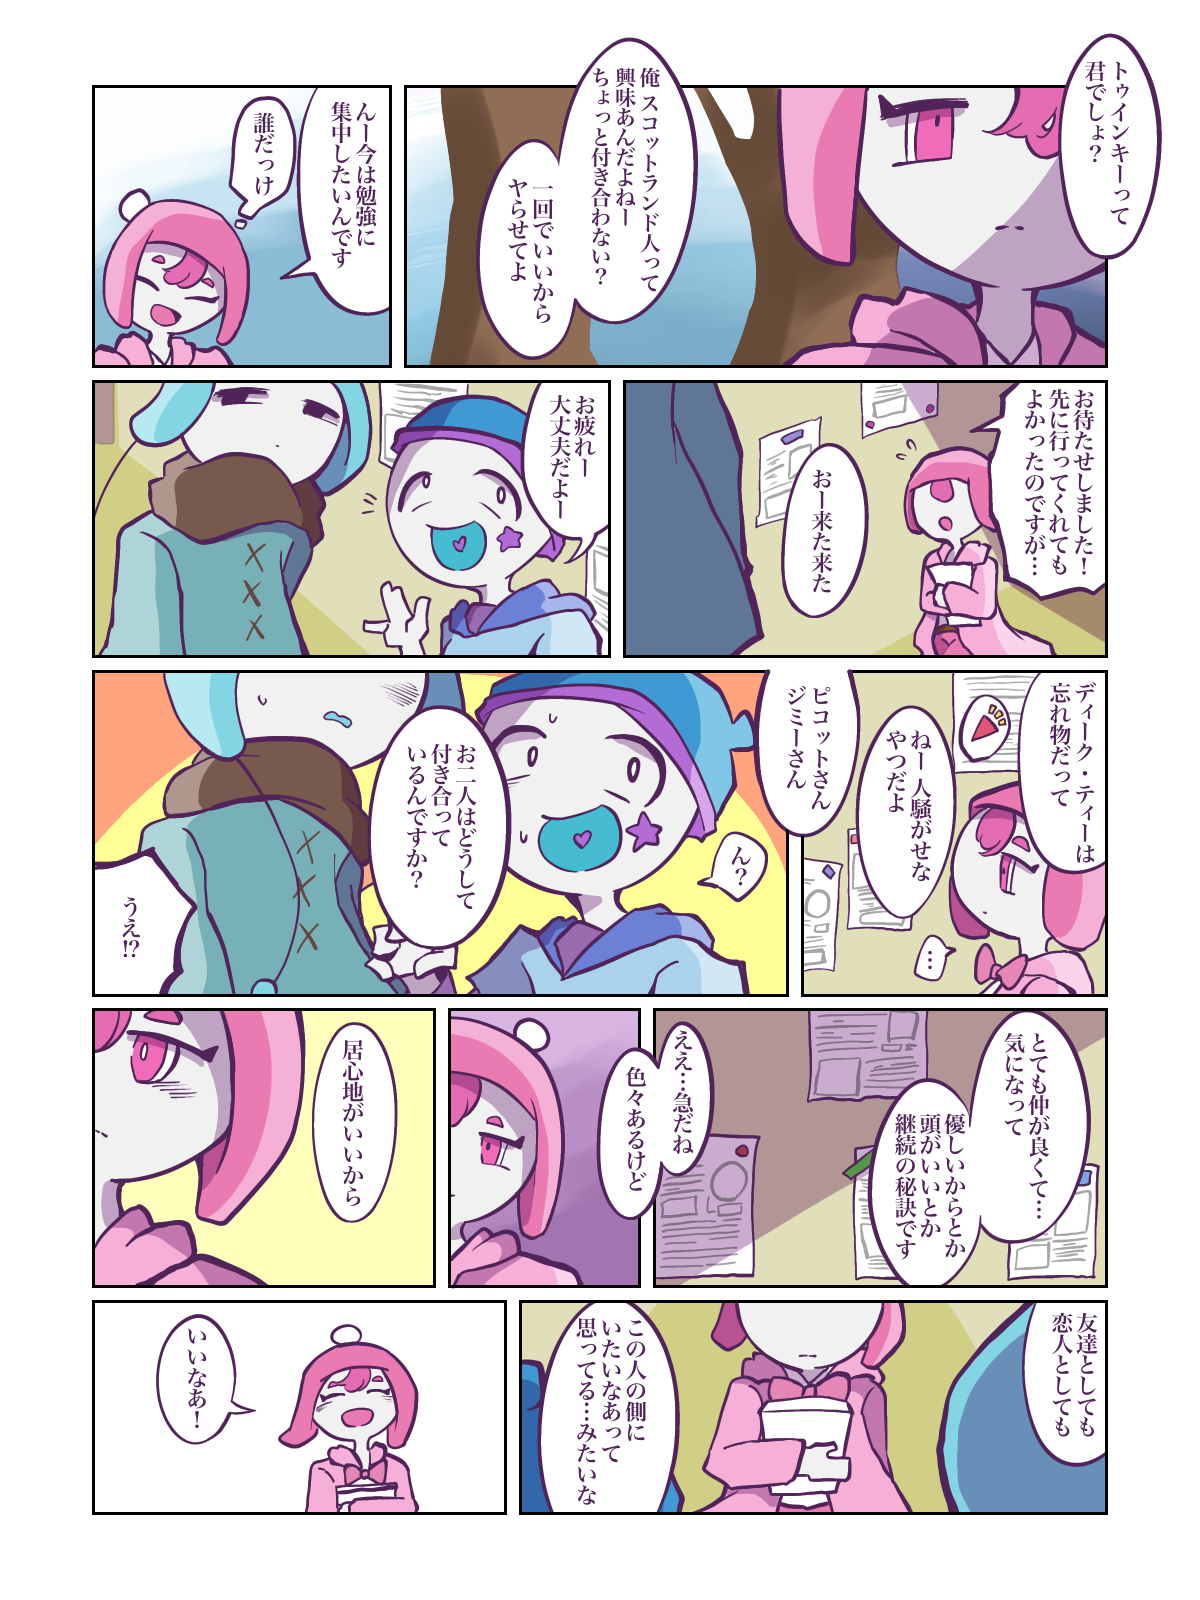 トゥインキーって
君でしょ？
俺 スコットランド人って
興味あんだよねー
ちょっと付き合わない？
一回でいいから
ヤらせてよ
んー今は勉強に
集中したいんです
誰だっけ
お待たせしました！
先に行ってくれても
よかったのですが…
おー来た来た
お疲れー
大丈夫だよー
ディーク・ティーは
忘れ物だって
ねー人騒がせな
やつだよ
…
ピコットさん
ジミーさん
ん？
お二人はどうして
付き合って
いるんですか？
うえ!?
とても仲が良くて…
気になって
優しいからとか
頭がいいとか
継続の秘訣です
ええ…急だね
色々あるけど
居心地がいいから
友達としても
恋人としても
この人の側に
いたいなあって
思ってる…みたいな
いいなあ！